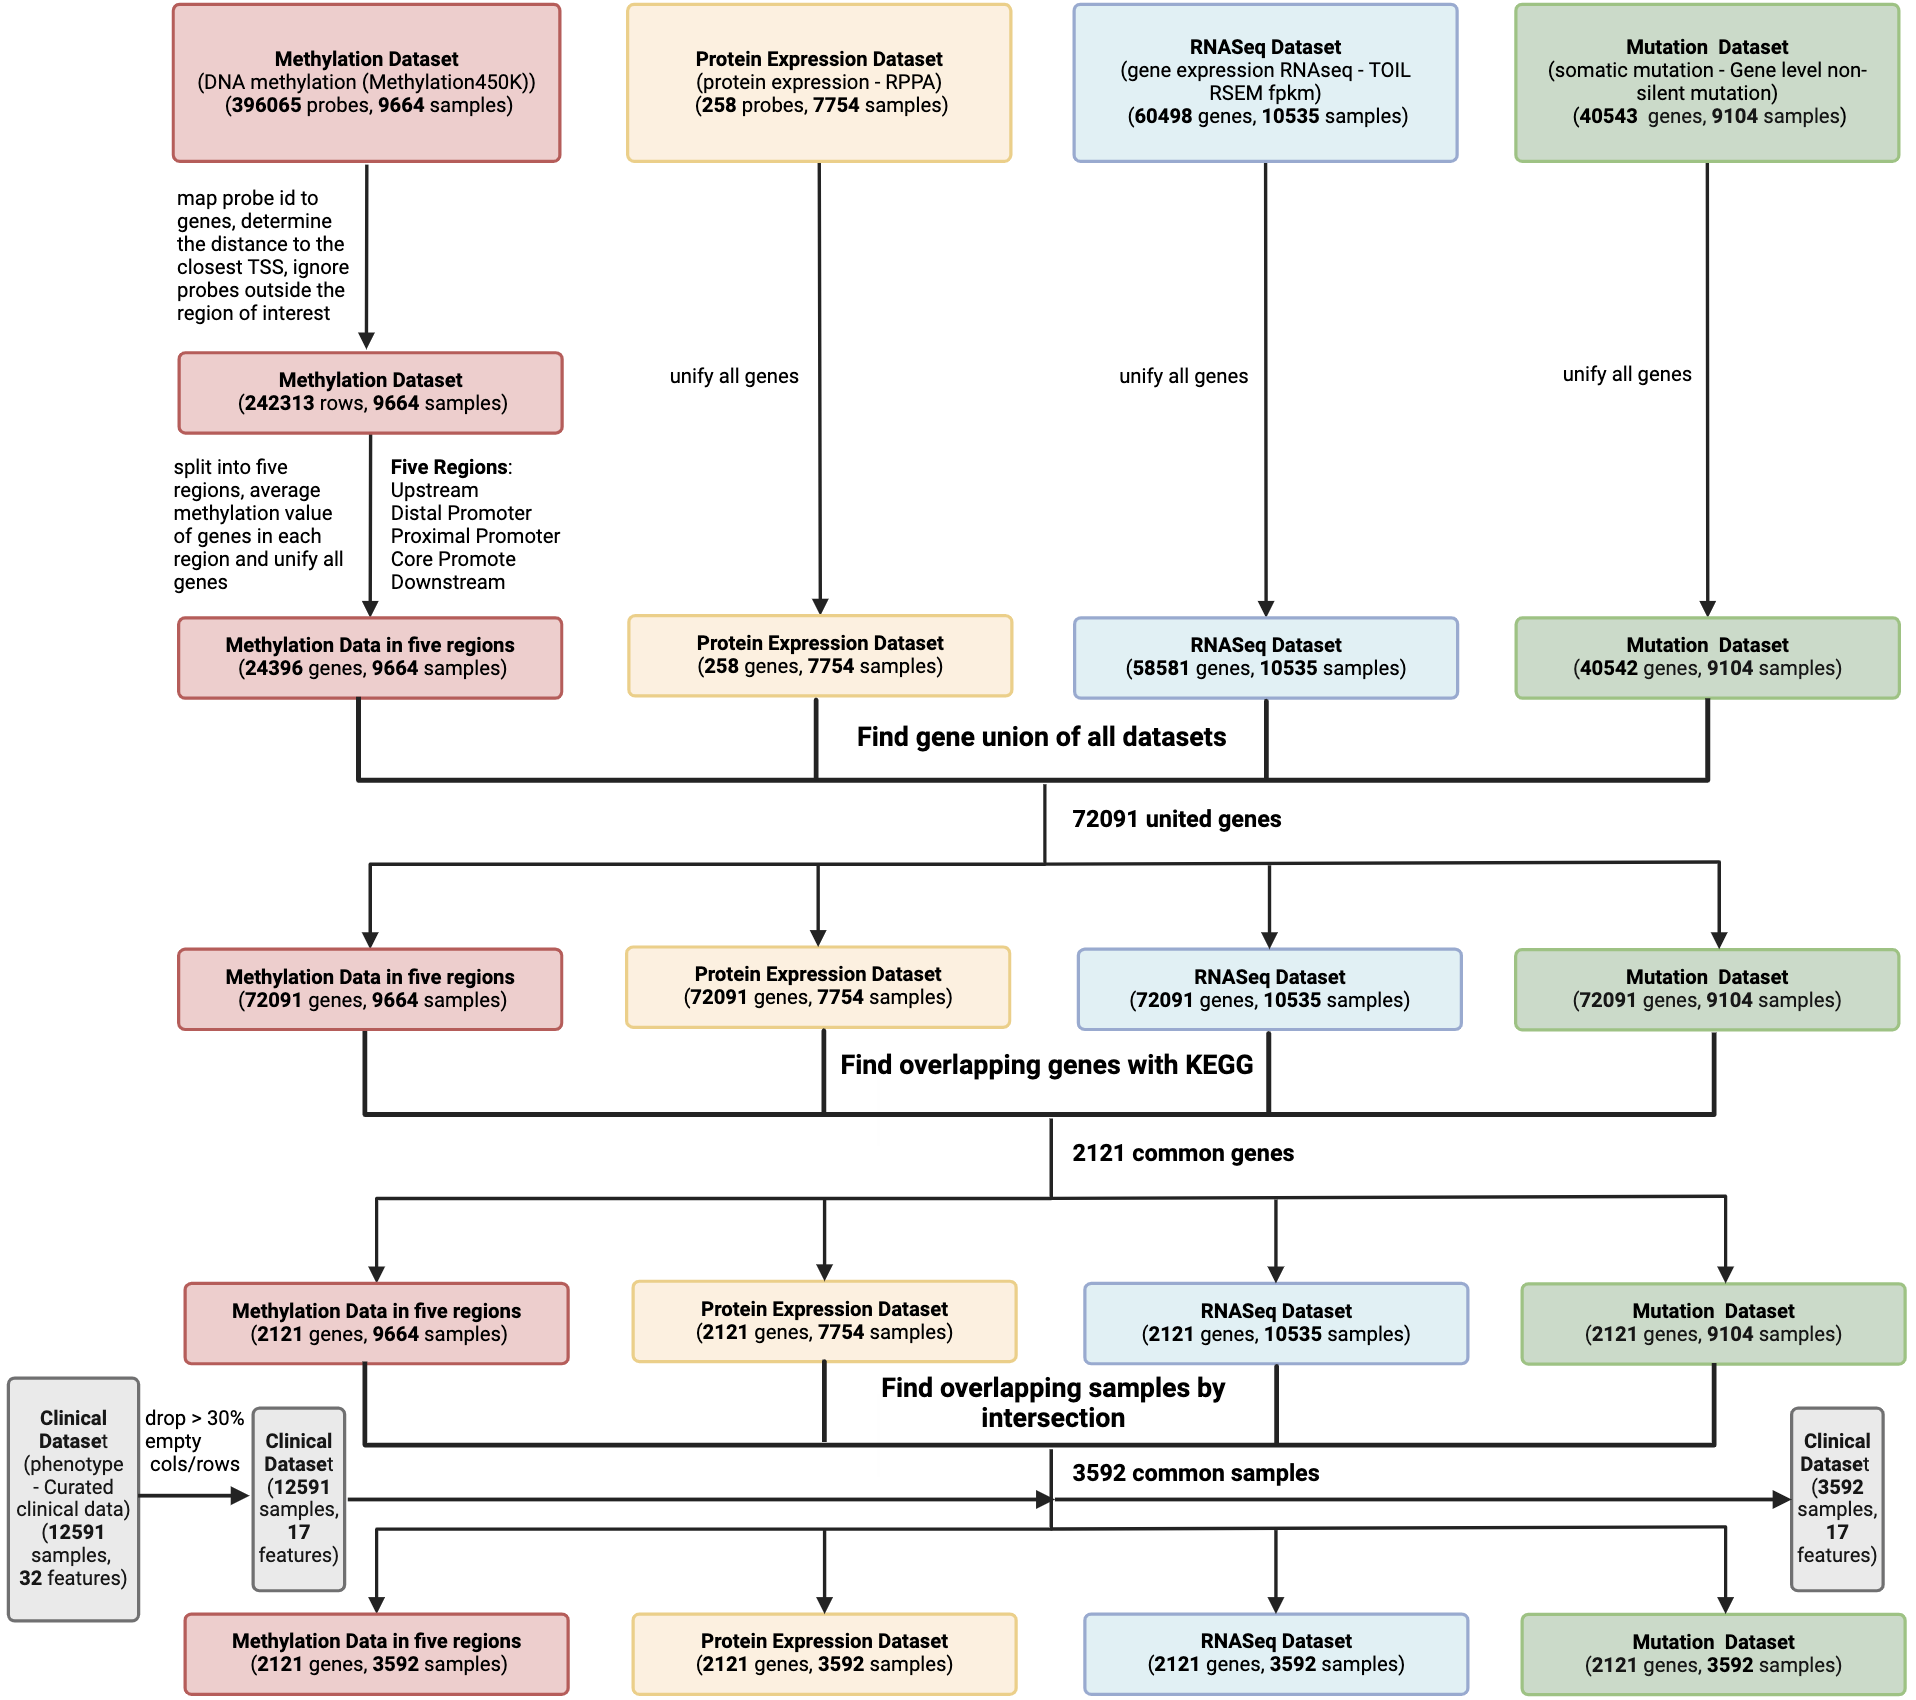 Methylation Dataset
(DNA methylation (Methylation450K))
(396065 probes, 9664 samples)
Protein Expression Dataset
(protein expression - RPPA)
(258 probes, 7754 samples)
RNASeq Dataset
(gene expression RNAseq - TOIL
RSEM fpkm)
(60498 genes, 10535 samples)
Mutation Dataset
(somatic mutation - Gene level non-
silent mutation)
(40543 genes, 9104 samples)
map probe id to
genes, determine
the distance to the
closest TSS, ignore
probes outside the
region of interest
unify all genes
unify all genes
unify all genes
Methylation Dataset
(242313 rows, 9664 samples)
split into five
regions, average
methylation value
of genes in each
region and unify all
genes
Five Regions:
Upstream
Distal Promoter
Proximal Promoter
Core Promote
Downstream
Methylation Data in five regions
(24396 genes, 9664 samples)
Protein Expression Dataset
(258 genes, 7754 samples)
RNASeq Dataset
(58581 genes, 10535 samples)
Mutation Dataset
(40542 genes, 9104 samples)
Find gene union of all datasets
72091 united genes
Methylation Data in five regions
(72091 genes, 9664 samples)
Protein Expression Dataset
(72091 genes, 7754 samples)
RNASeq Dataset
(72091 genes, 10535 samples)
Mutation Dataset
(72091 genes, 9104 samples)
Find overlapping genes with KEGG
2121 common genes
Methylation Data in five regions
(2121 genes, 9664 samples)
Protein Expression Dataset
(2121 genes, 7754 samples)
RNASeq Dataset
(2121 genes, 10535 samples)
Mutation Dataset
(2121 genes, 9104 samples)
Find overlapping samples by
intersection
3592 common samples
Clinical
Dataset
(phenotype
- Curated
clinical data)
(12591
samples,
32 features)
drop > 30%
empty
cols/rows
Clinical
Dataset
(12591
samples,
17
features)
Clinical
Dataset
(3592
samples,
17
features)
Methylation Data in five regions
(2121 genes, 3592 samples)
Protein Expression Dataset
(2121 genes, 3592 samples)
RNASeq Dataset
(2121 genes, 3592 samples)
Mutation Dataset
(2121 genes, 3592 samples)